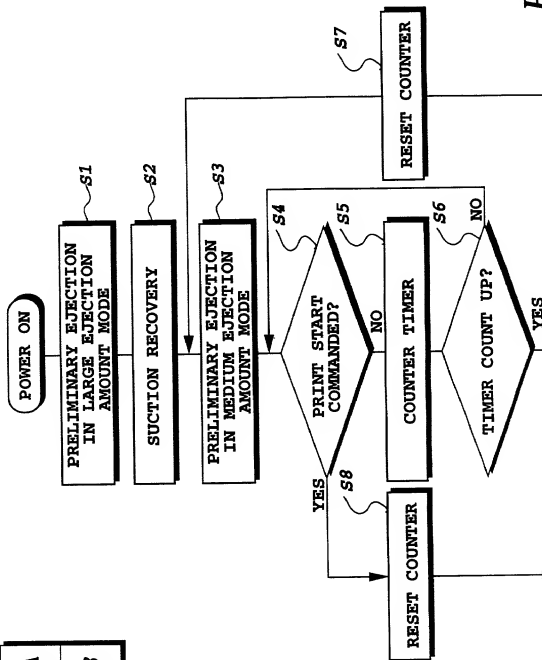 POWER ON
PRELIMINARY EJECTION
IN LARGE EJECTION
AMOUNT MODE
S1
SUCTION RECOVERY
S2
PRELIMINARY EJECTION
IN MEDIUM EJECTION
AMOUNT MODE
S3
PRINT START
COMMANDED?
S4
YES
NO
COUNTER TIMER
S5
TIMER COUNT UP?
S6
NO
YES
RESET COUNTER
S7
RESET COUNTER
S8